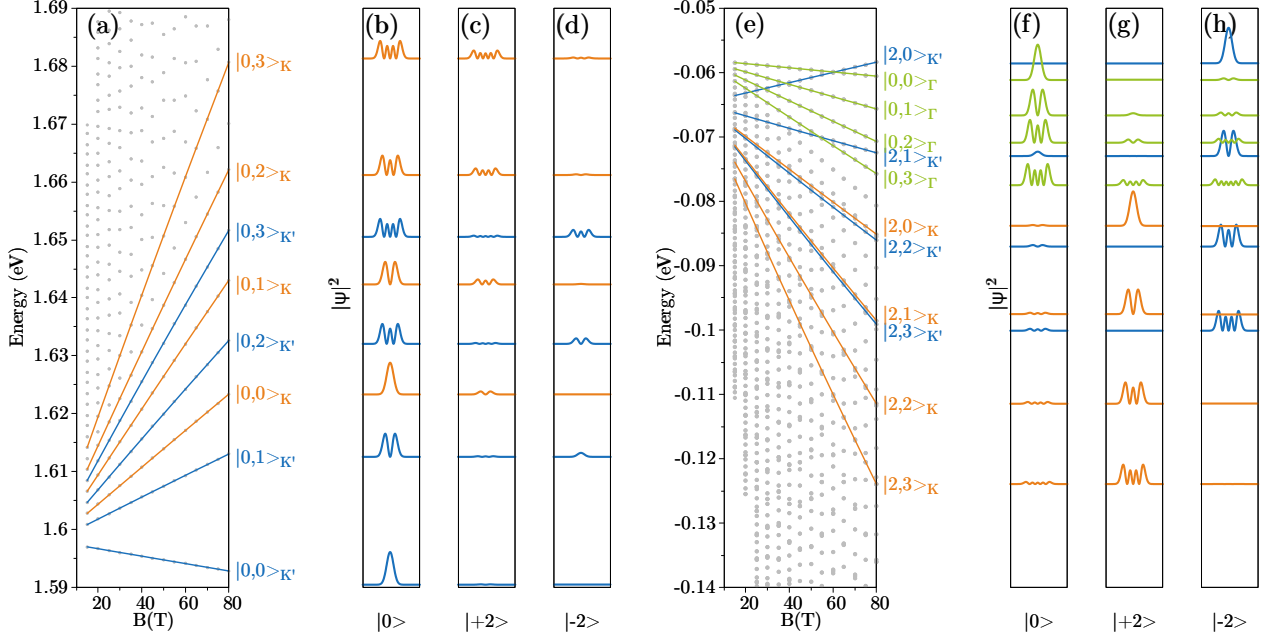 (a)
(b)
(c)
(d)
(e)
(f)
(g)
(h)
1.69
1.68
1.67
1.66
1.65
1.64
1.63
1.62
1.61
1.6
1.59
Energy (eV)
20
40
60
80
B(T)
|0,3>K
|0,2>K
|0,3>K'
|0,1>K
|0,2>K'
|0,0>K
|0,1>K'
|0,0>K'
|ψ|²
|0>
|+2>
|-2>
-0.05
-0.06
-0.07
-0.08
-0.09
-0.1
-0.11
-0.12
-0.13
-0.14
Energy (eV)
20
40
60
80
B(T)
|2,0>K'
|0,0>Γ
|0,1>Γ
|0,2>Γ
|2,1>K'
|0,3>Γ
|2,0>K
|2,2>K'
|2,1>K
|2,3>K'
|2,2>K
|2,3>K
|ψ|²
|0>
|+2>
|-2>